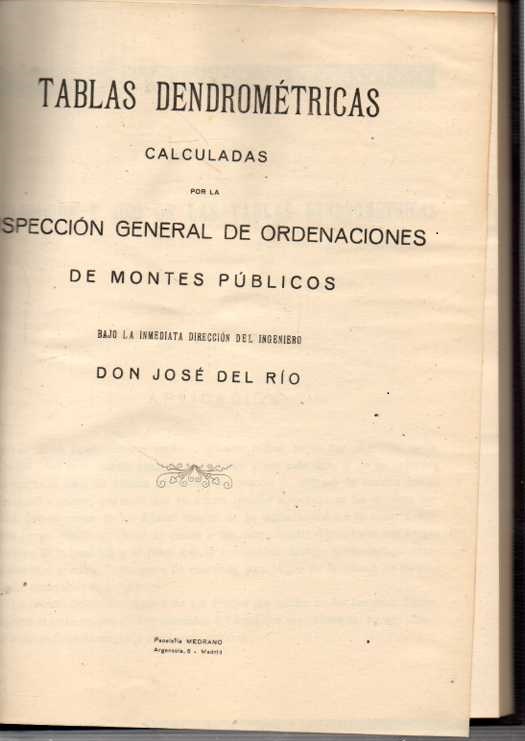 TABLAS DENDROMÉTRICAS
CALCULADAS
POR LA
SPECCIÓN GENERAL DE ORDENACIONES
DE MONTES PÚBLICOS
BAJO LA INMEDIATA DIRECCIÓN DEL INGENIERO
DON JOSÉ DEL RÍO
Papelería MEDRANO
Argensola, 6 - Madrid